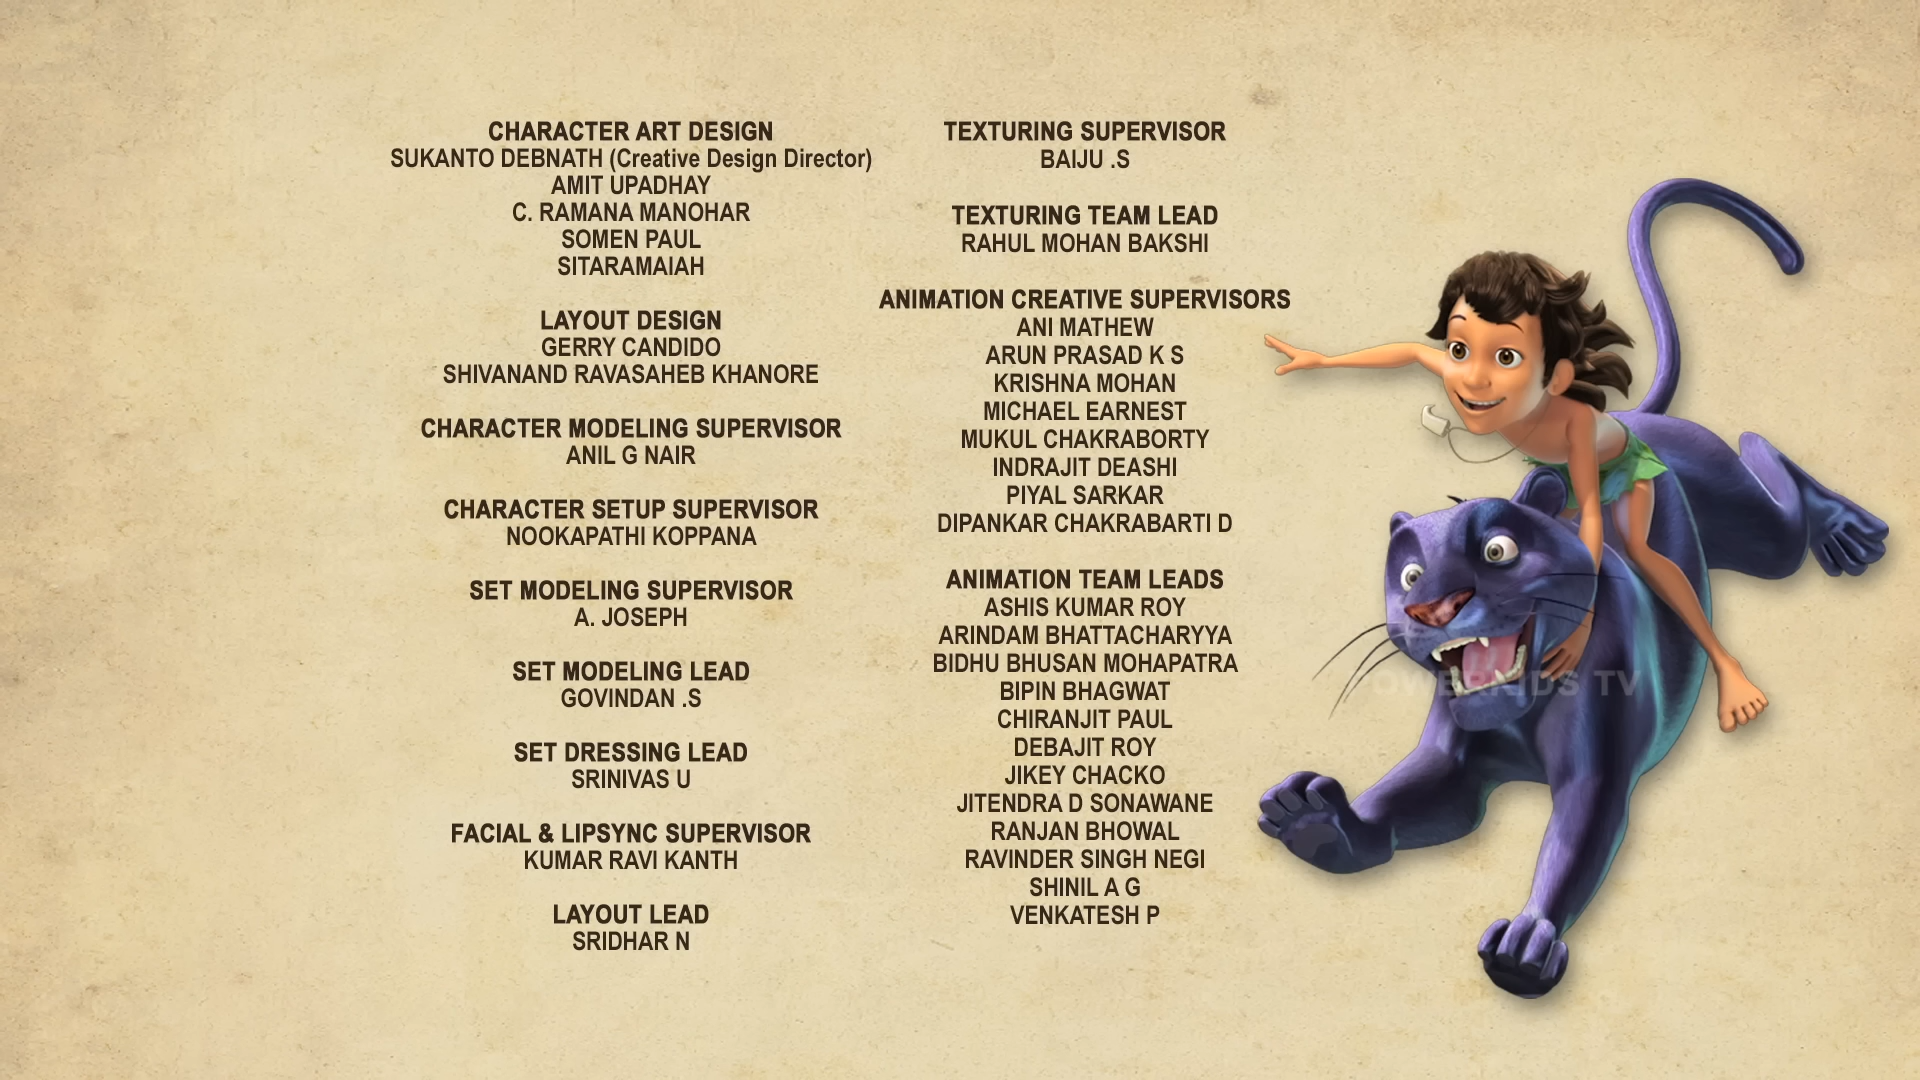 CHARACTER ART DESIGN
SUKANTO DEBNATH (Creative Design Director)
AMIT UPADHAY
C. RAMANA MANOHAR
SOMEN PAUL
SITARAMAIAH
LAYOUT DESIGN
GERRY CANDIDO
SHIVANAND RAVASAHEB KHANORE
CHARACTER MODELING SUPERVISOR
ANIL G NAIR
CHARACTER SETUP SUPERVISOR
NOOKAPATHI KOPPANA
SET MODELING SUPERVISOR
A. JOSEPH
SET MODELING LEAD
GOVINDAN .S
SET DRESSING LEAD
SRINIVAS U
FACIAL & LIPSYNC SUPERVISOR
KUMAR RAVI KANTH
LAYOUT LEAD
SRIDHAR N
TEXTURING SUPERVISOR
BAIJU .S
TEXTURING TEAM LEAD
RAHUL MOHAN BAKSHI
ANIMATION CREATIVE SUPERVISORS
ANI MATHEW
ARUN PRASAD K S
KRISHNA MOHAN
MICHAEL EARNEST
MUKUL CHAKRABORTY
INDRAJIT DEASHI
PIYAL SARKAR
DIPANKAR CHAKRABARTI D
ANIMATION TEAM LEADS
ASHIS KUMAR ROY
ARINDAM BHATTACHARYYA
BIDHU BHUSAN MOHAPATRA
BIPIN BHAGWAT
CHIRANJIT PAUL
DEBAJIT ROY
JIKEY CHACKO
JITENDRA D SONAWANE
RANJAN BHOWAL
RAVINDER SINGH NEGI
SHINIL A G
VENKATESH P
TV